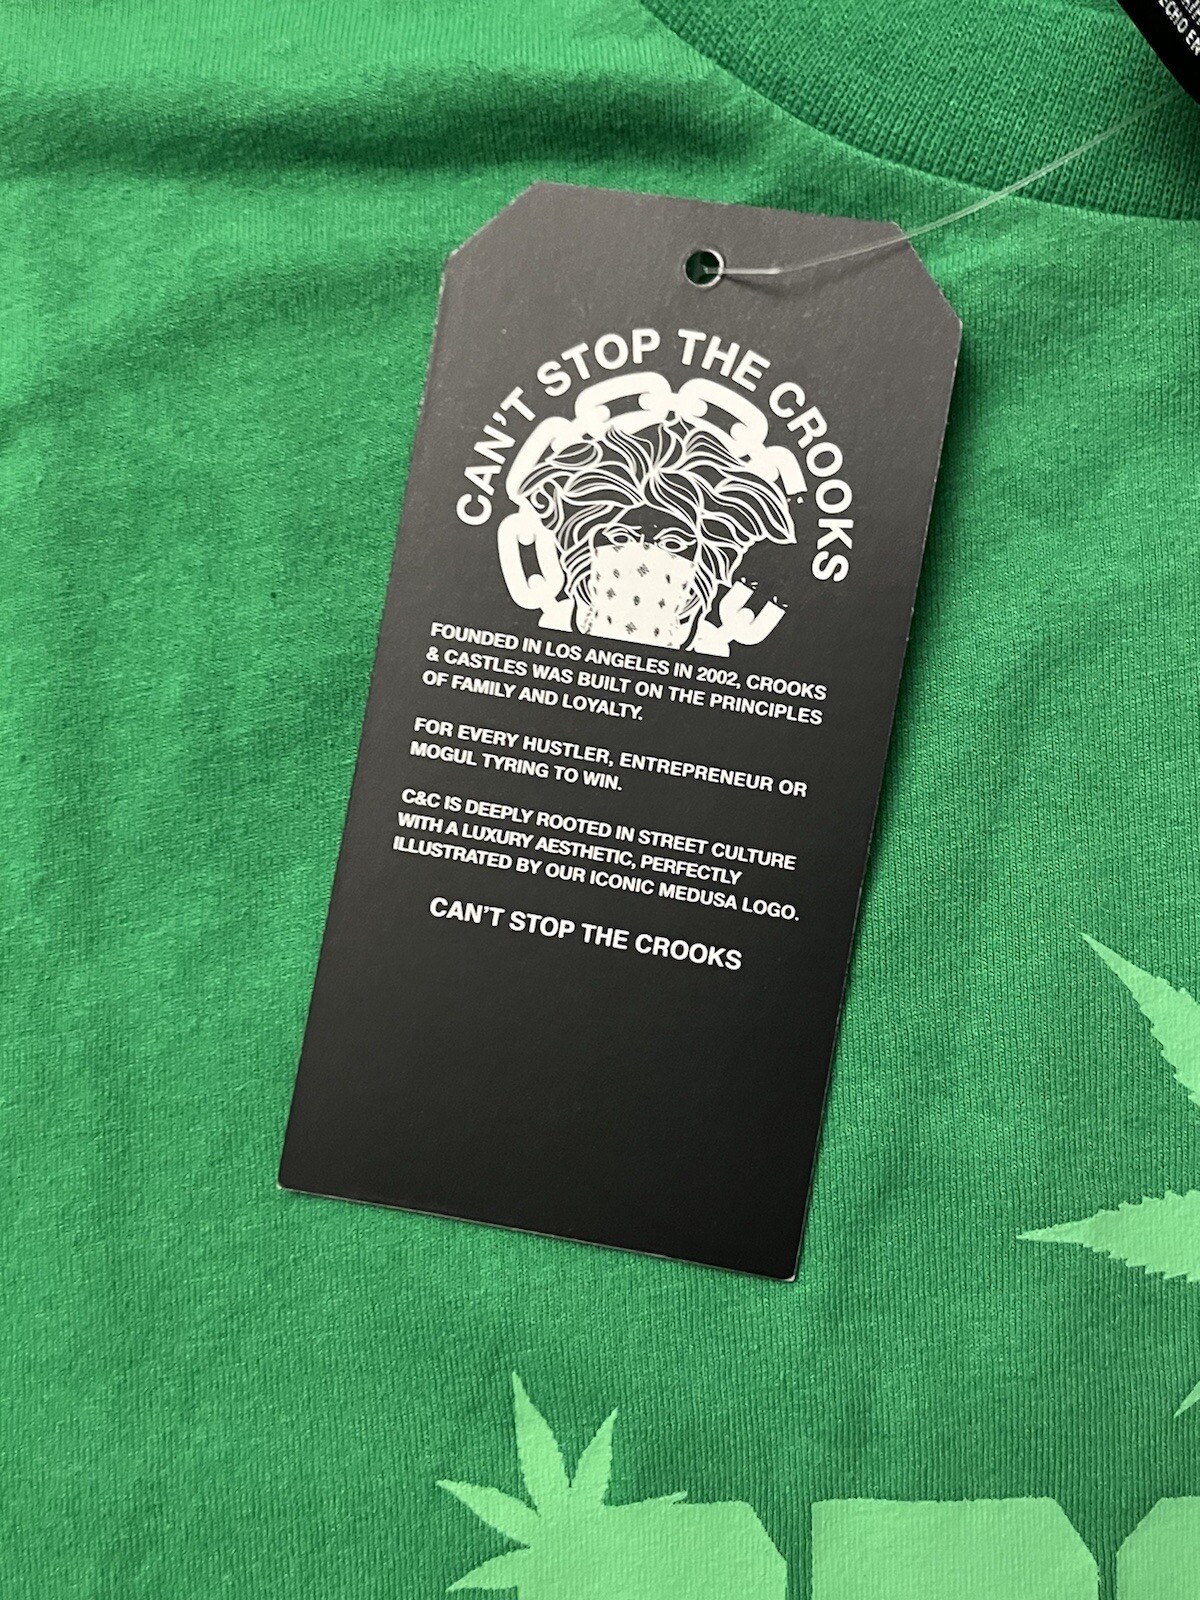 ECHO EN
CAN'T STOP THE CROOKS
FOUNDED IN LOS ANGELES IN 2002, CROOKS
& CASTLES WAS BUILT ON THE PRINCIPLES
OF FAMILY AND LOYALTY.
FOR EVERY HUSTLER, ENTREPRENEUR OR
MOGUL TYRING TO WIN.
C&C IS DEEPLY ROOTED IN STREET CULTURE
WITH A LUXURY AESTHETIC, PERFECTLY
ILLUSTRATED BY OUR ICONIC MEDUSA LOGO.
CAN'T STOP THE CROOKS